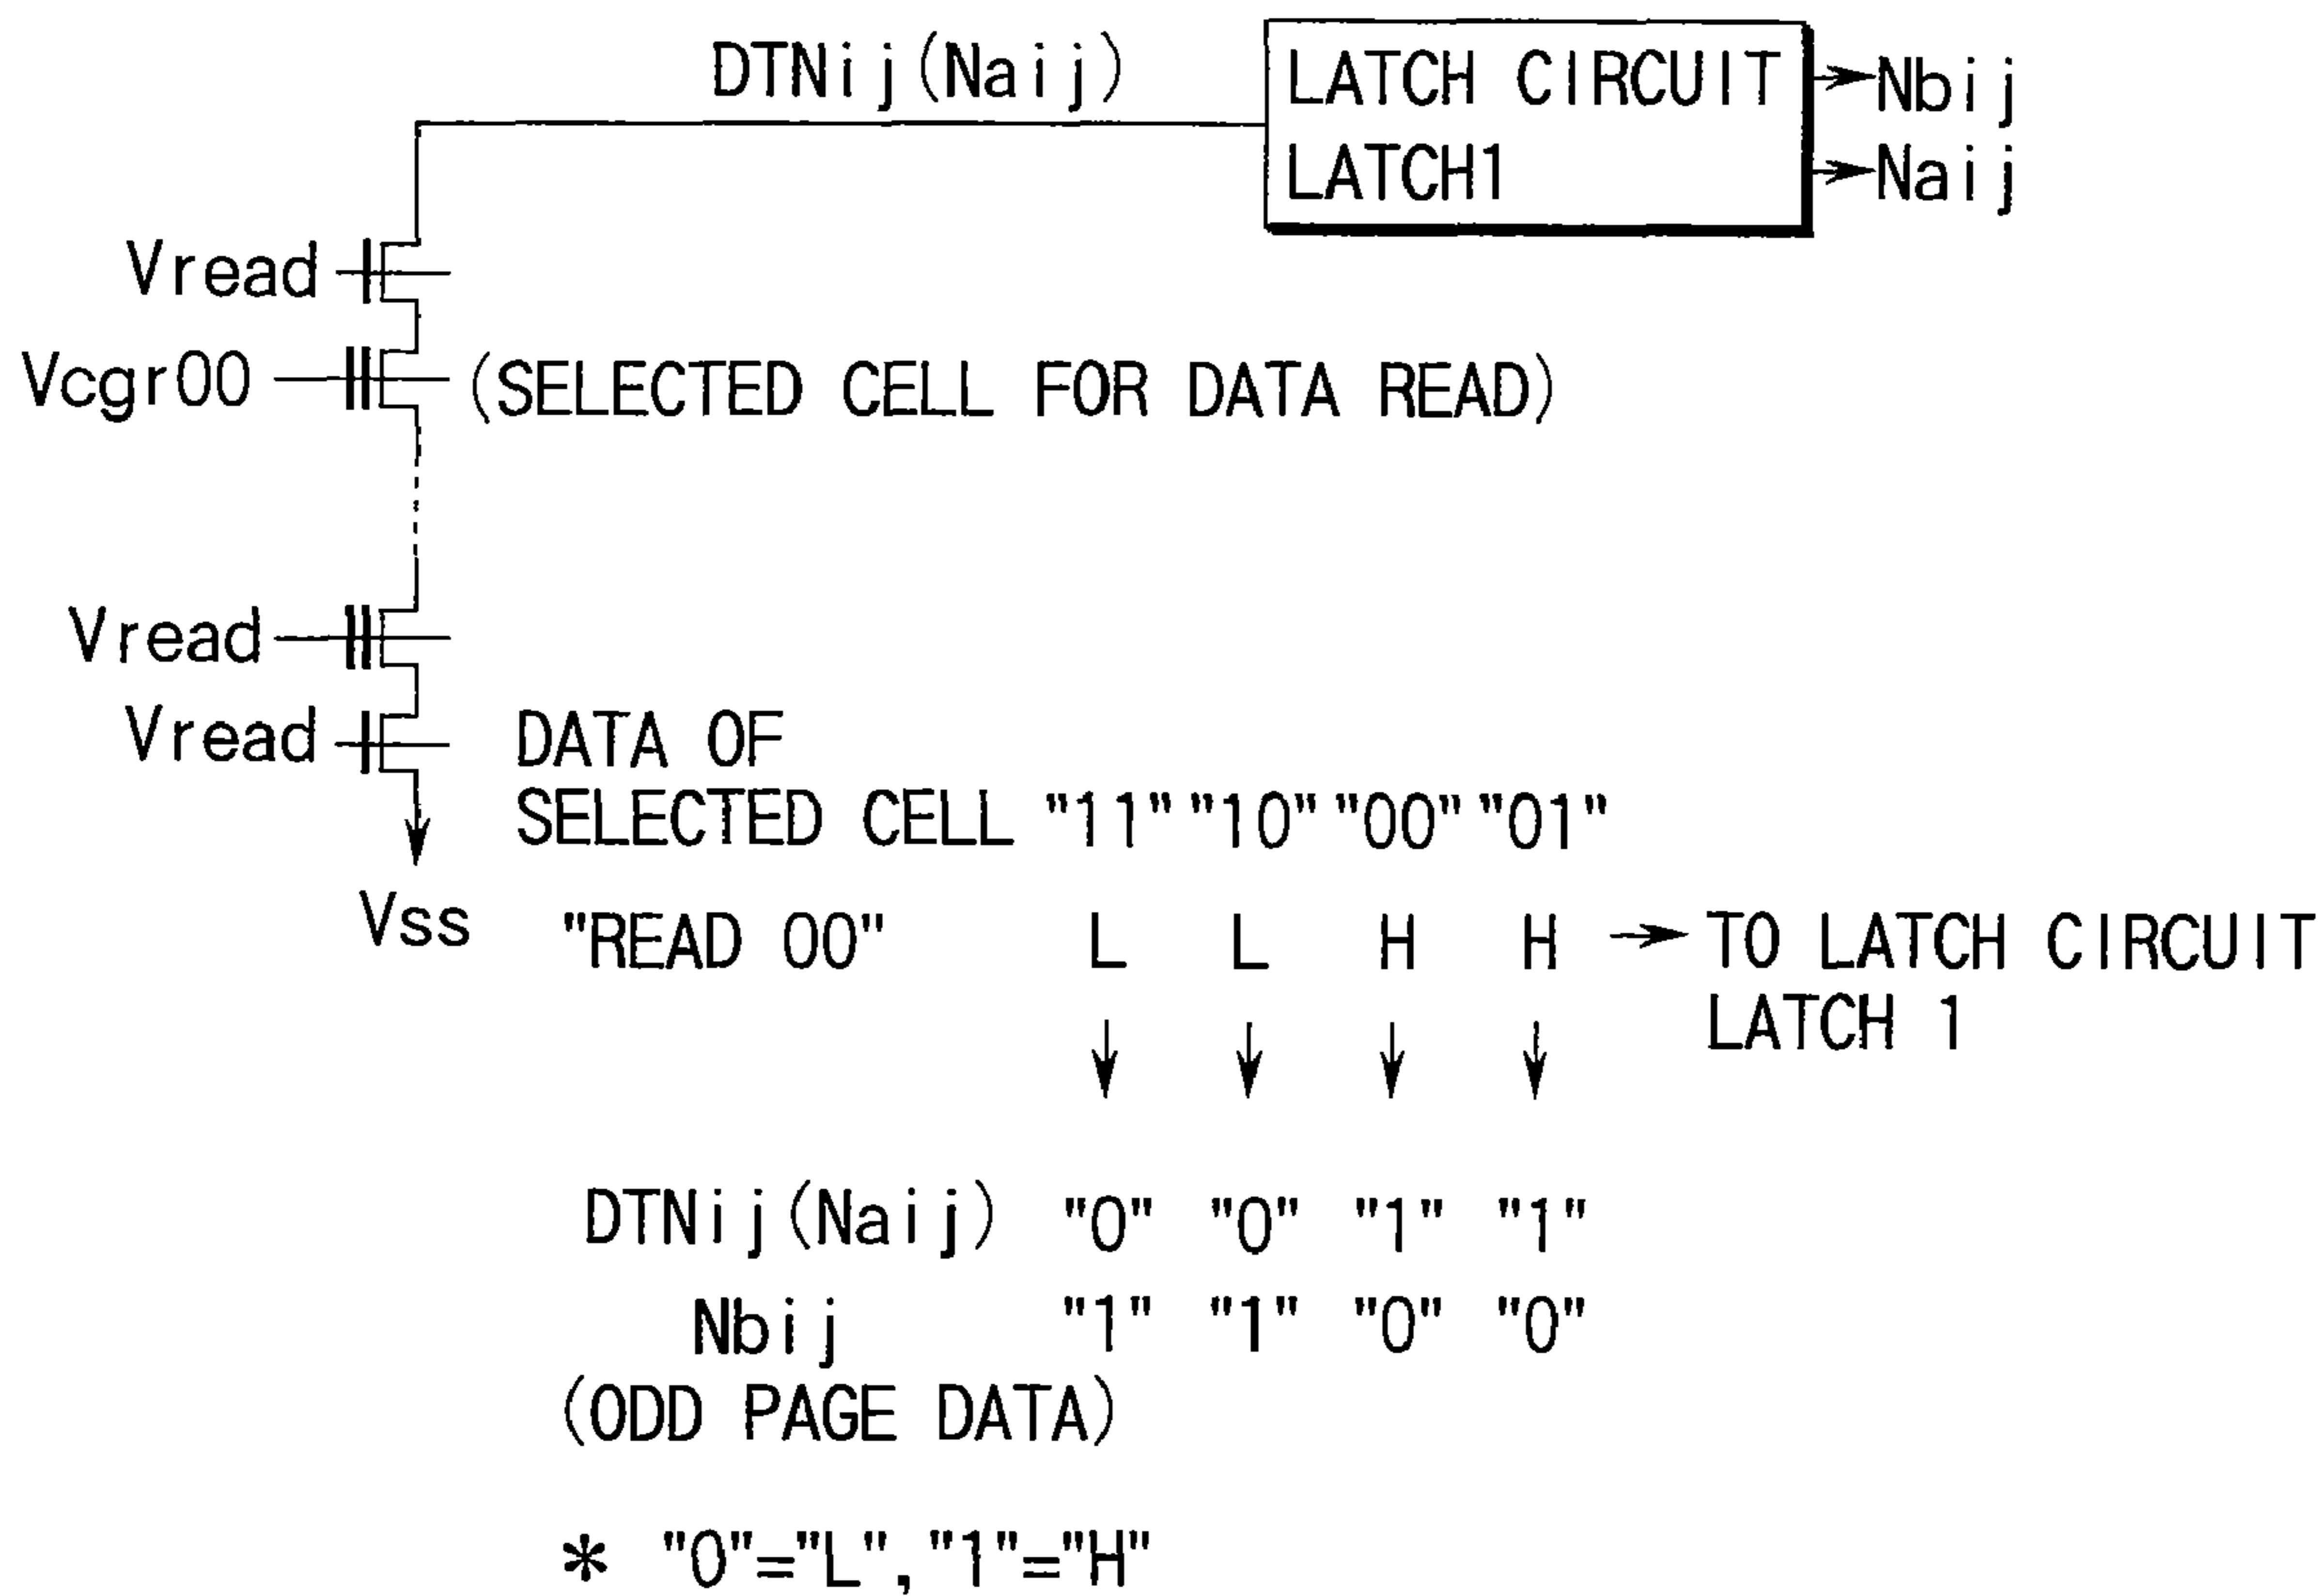 DTNij(Naij)
LATCH CIRCUIT
LATCH1
Nbij
Naij
Vread
Vcgr00
(SELECTED CELL FOR DATA READ)
Vread
Vread
Vss
DATA OF
SELECTED CELL "11" "10" "00" "01"
"READ 00" L L H H → TO LATCH CIRCUIT
LATCH 1
DTNij(Naij) "0" "0" "1" "1"
Nbij "1" "1" "0" "0"
(ODD PAGE DATA)
* "0"="L","1"="H"